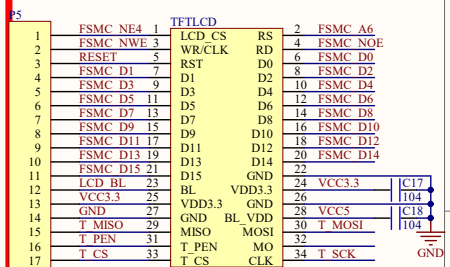 P5
TFTLCD
1 FSMC_NE4 1 LCD_CS RS 2 FSMC_A6
2 FSMC_NWE 3 WR/CLK RD 4 FSMC_NOE
3 RESET 5 RST D0 6 FSMC_D0
4 FSMC_D1 7 D1 D2 8 FSMC_D2
5 FSMC_D3 9 D3 D4 10 FSMC_D4
6 FSMC_D5 11 D5 D6 12 FSMC_D6
7 FSMC_D7 13 D7 D8 14 FSMC_D8
8 FSMC_D9 15 D9 D10 16 FSMC_D10
9 FSMC_D11 17 D11 D12 18 FSMC_D12
10 FSMC_D13 19 D13 D14 20 FSMC_D14
11 FSMC_D15 21 D15 GND 22
12 LCD_BL 23 BL VDD3.3 24 VCC3.3 C17
13 VCC3.3 25 VDD3.3 GND 26 104
14 GND 27 GND BL_VDD 28 VCC5 C18
15 T_MISO 29 MISO MOSI 30 T_MOSI 104
16 T_PEN 31 T_PEN MO 32
17 T_CS 33 T_CS CLK 34 T_SCK GND